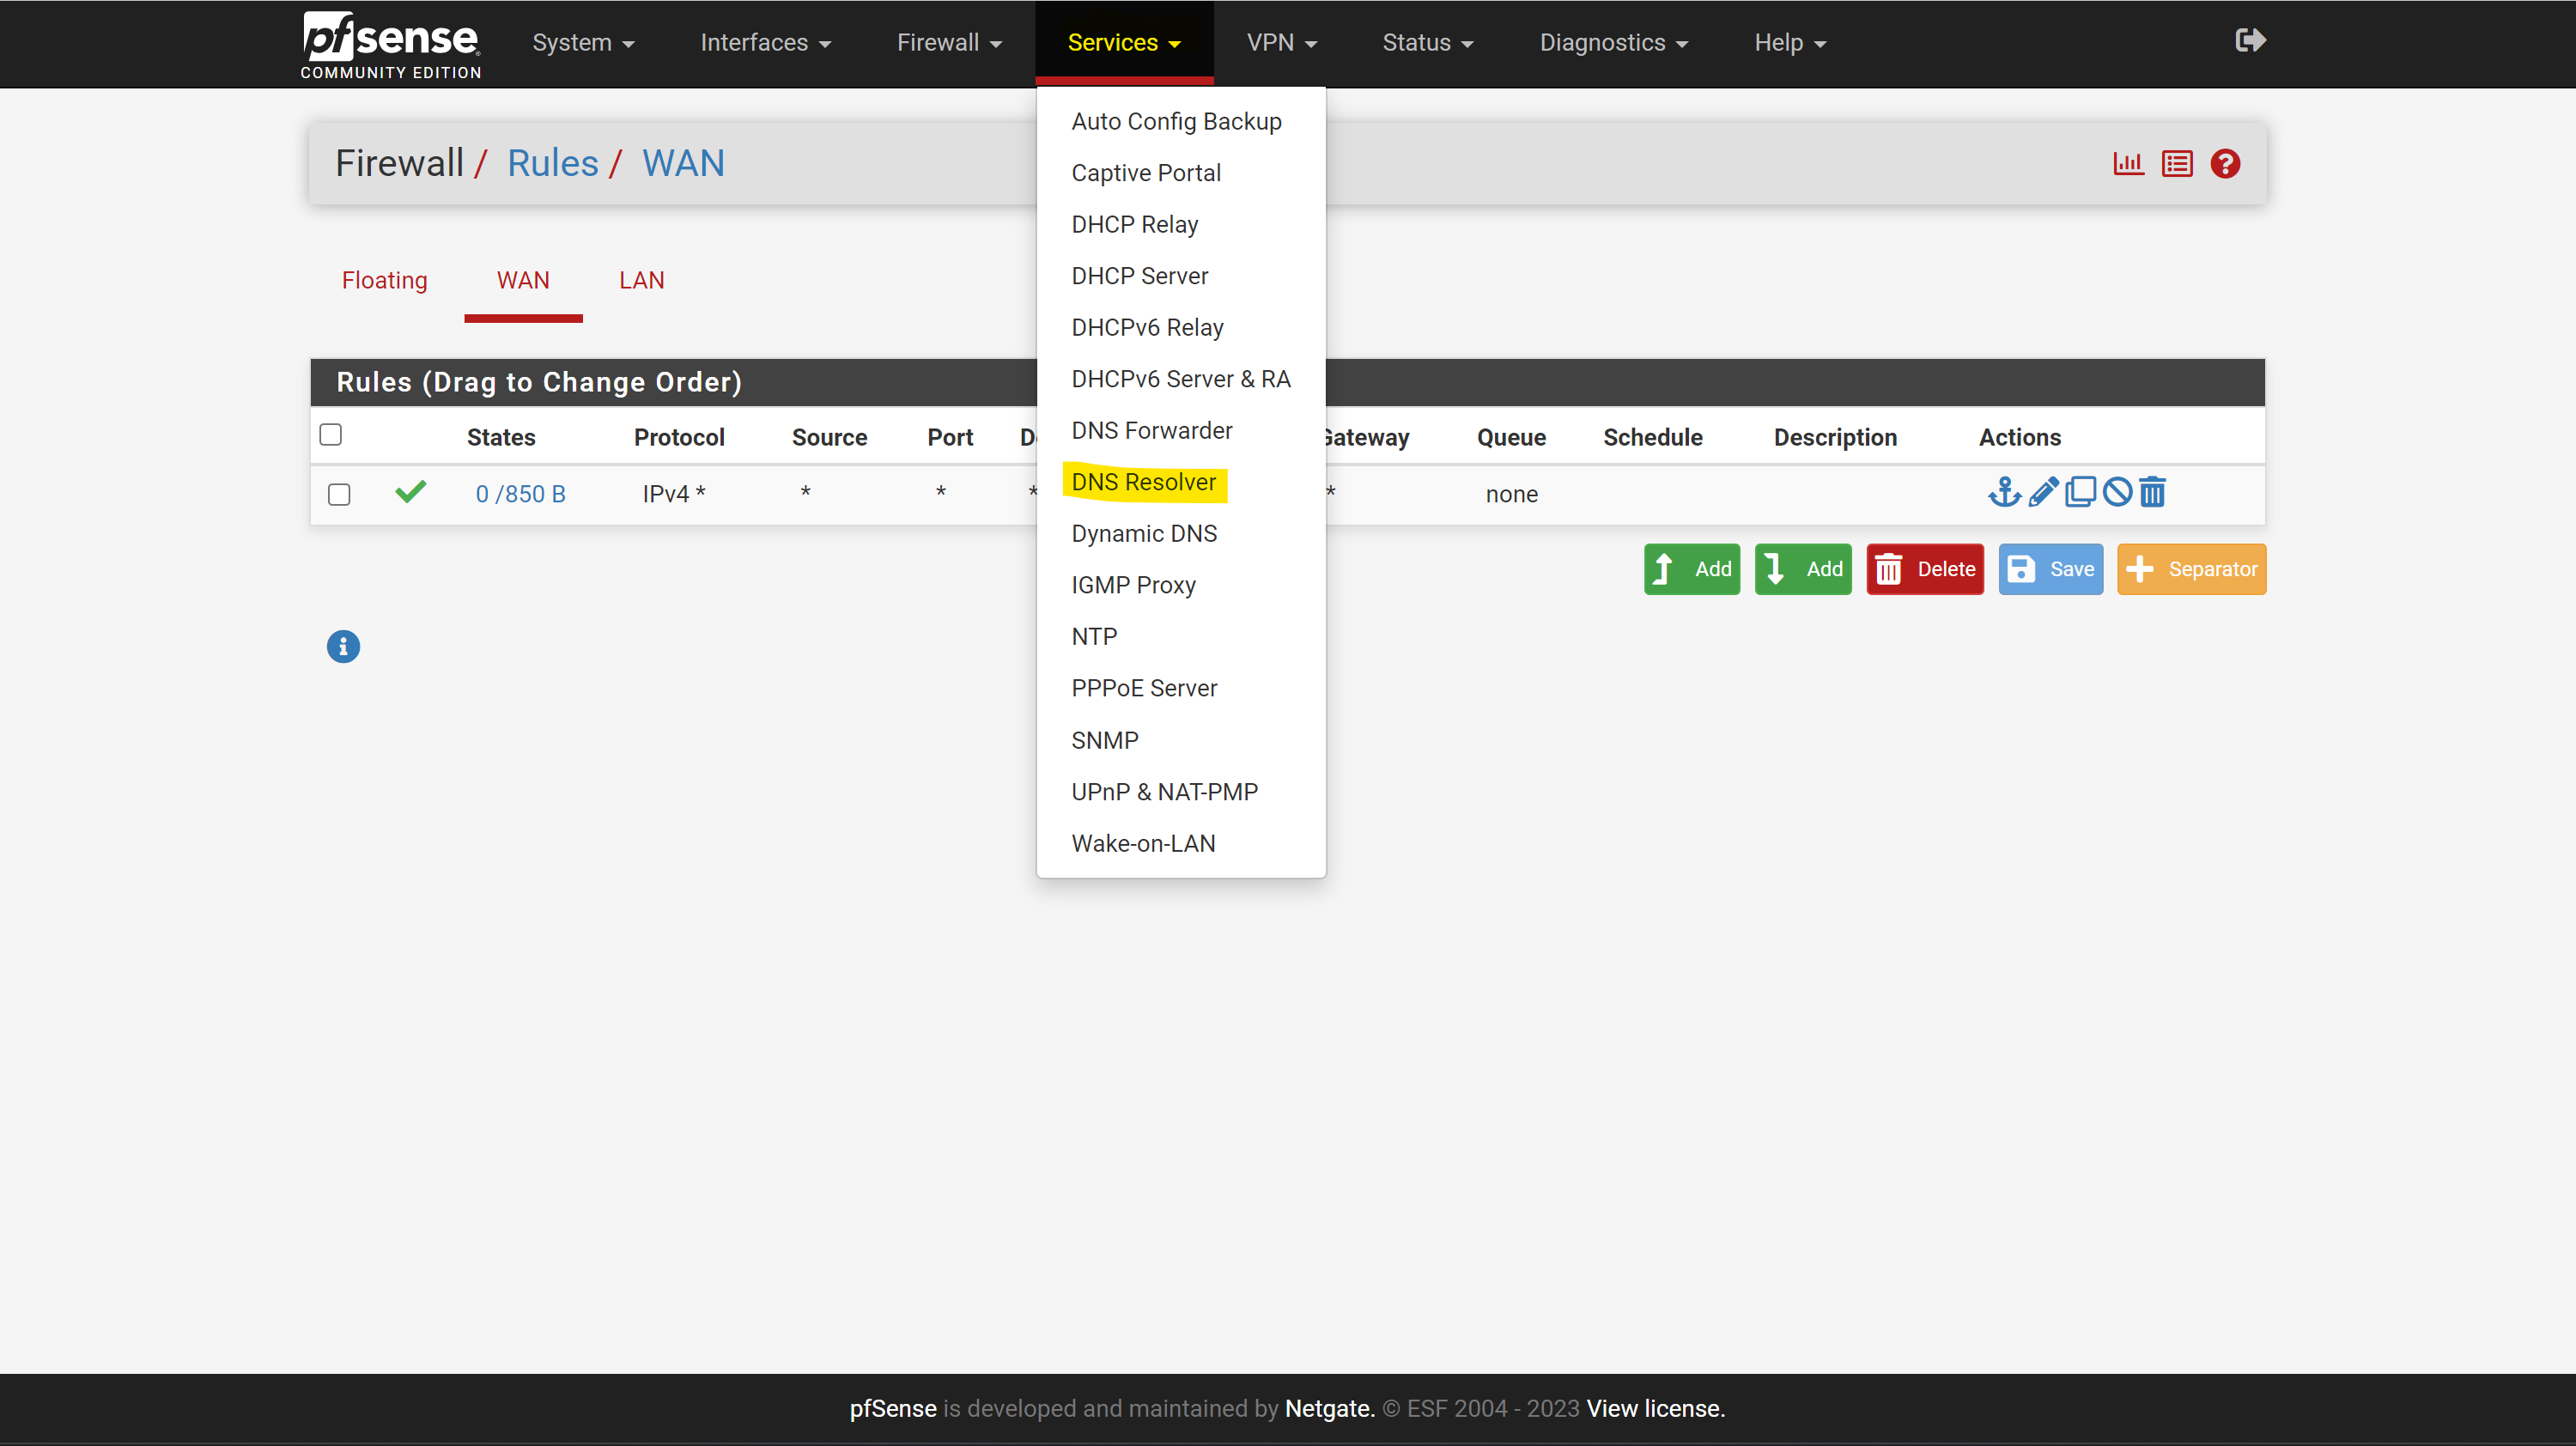 pfsense
COMMUNITY EDITION
System
Interfaces
Firewall
Services
VPN
Status
Diagnostics
Help
Auto Config Backup
Captive Portal
DHCP Relay
DHCP Server
DHCPv6 Relay
DHCPv6 Server & RA
DNS Forwarder
DNS Resolver
Dynamic DNS
IGMP Proxy
NTP
PPPoE Server
SNMP
UPnP & NAT-PMP
Wake-on-LAN
Firewall / Rules / WAN
Floating WAN LAN
Rules (Drag to Change Order)
States Protocol Source Port Gateway Queue Schedule Description Actions
0 /850 B IPv4 * * * * * none
Add Add Delete Save Separator
pfSense is developed and maintained by Netgate. © ESF 2004 - 2023 View license.